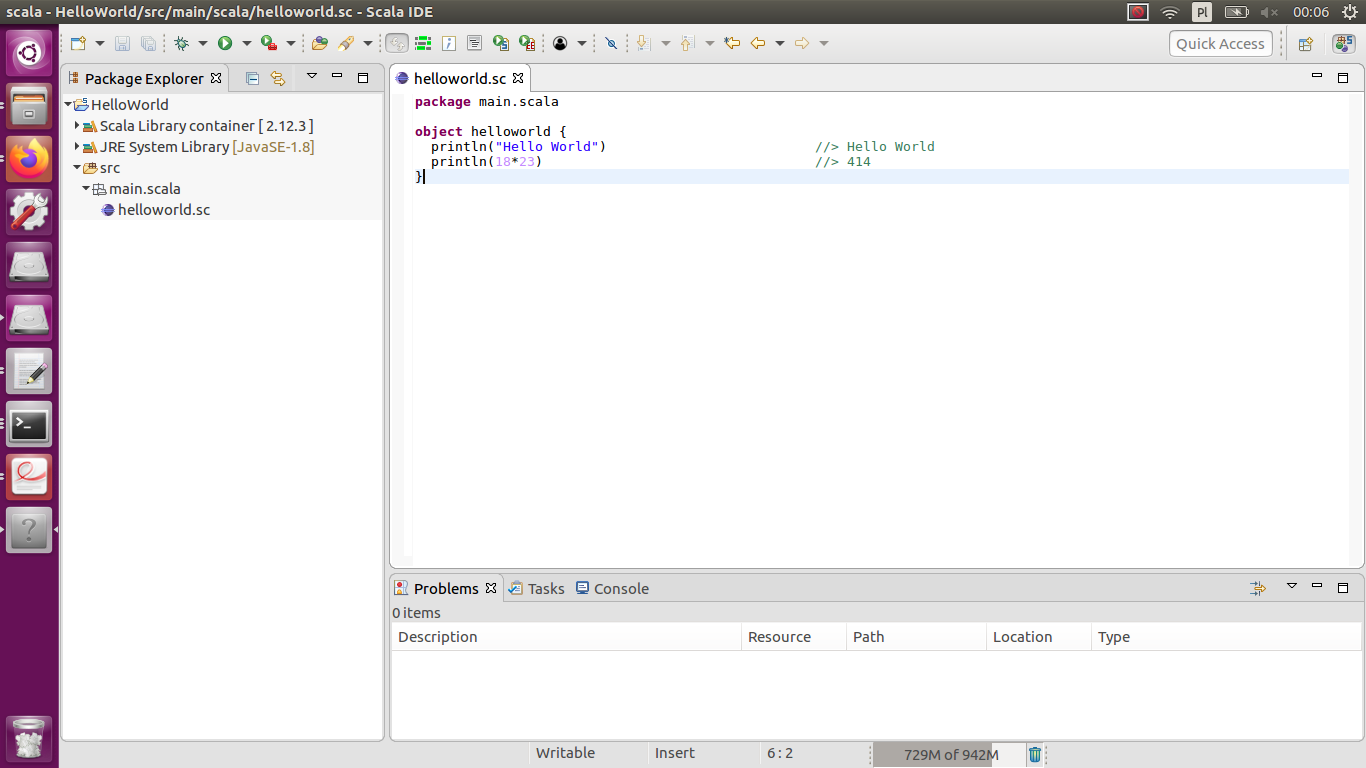 scala - HelloWorld/src/main/scala/helloworld.sc - Scala IDE
Pl
00:06
Quick Access
Package Explorer
HelloWorld
Scala Library container [ 2.12.3 ]
JRE System Library [JavaSE-1.8]
src
main.scala
helloworld.sc
helloworld.sc
package main.scala
object helloworld {
println("Hello World") //> Hello World
println(18*23) //> 414
}
Problems Tasks Console
0 items
Description Resource Path Location Type
Writable Insert 6 : 2 729M of 942M